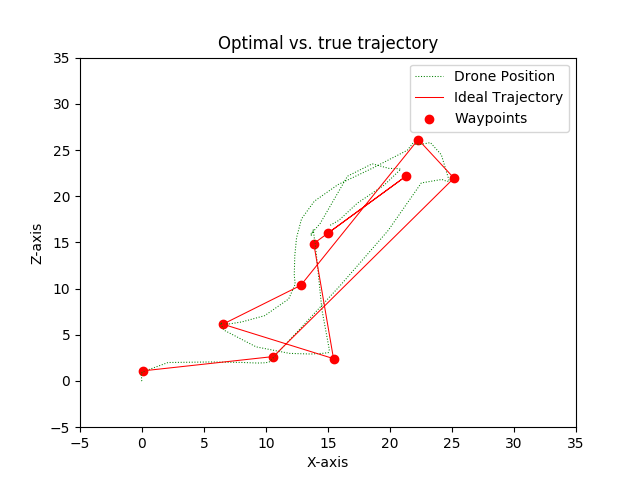 Optimal vs. true trajectory
35
30
25
20
15
10
5
0
−5
Z-axis
Drone Position
Ideal Trajectory
Waypoints
−5 0 5 10 15 20 25 30 35
X-axis